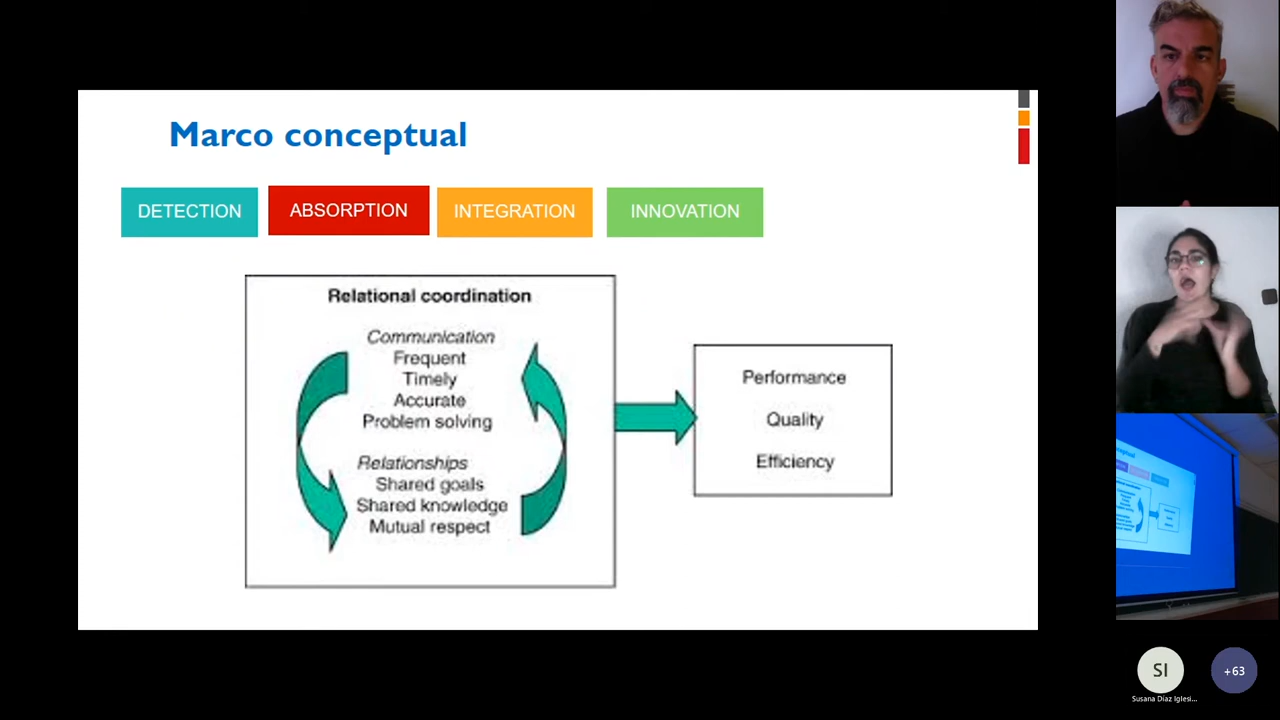 Marco conceptual
DETECTION
ABSORPTION
INTEGRATION
INNOVATION
Relational coordination
Communication
Frequent
Timely
Accurate
Problem solving
Relationships
Shared goals
Shared knowledge
Mutual respect
Performance
Quality
Efficiency
SI
Susana Díaz Iglesi...
+63